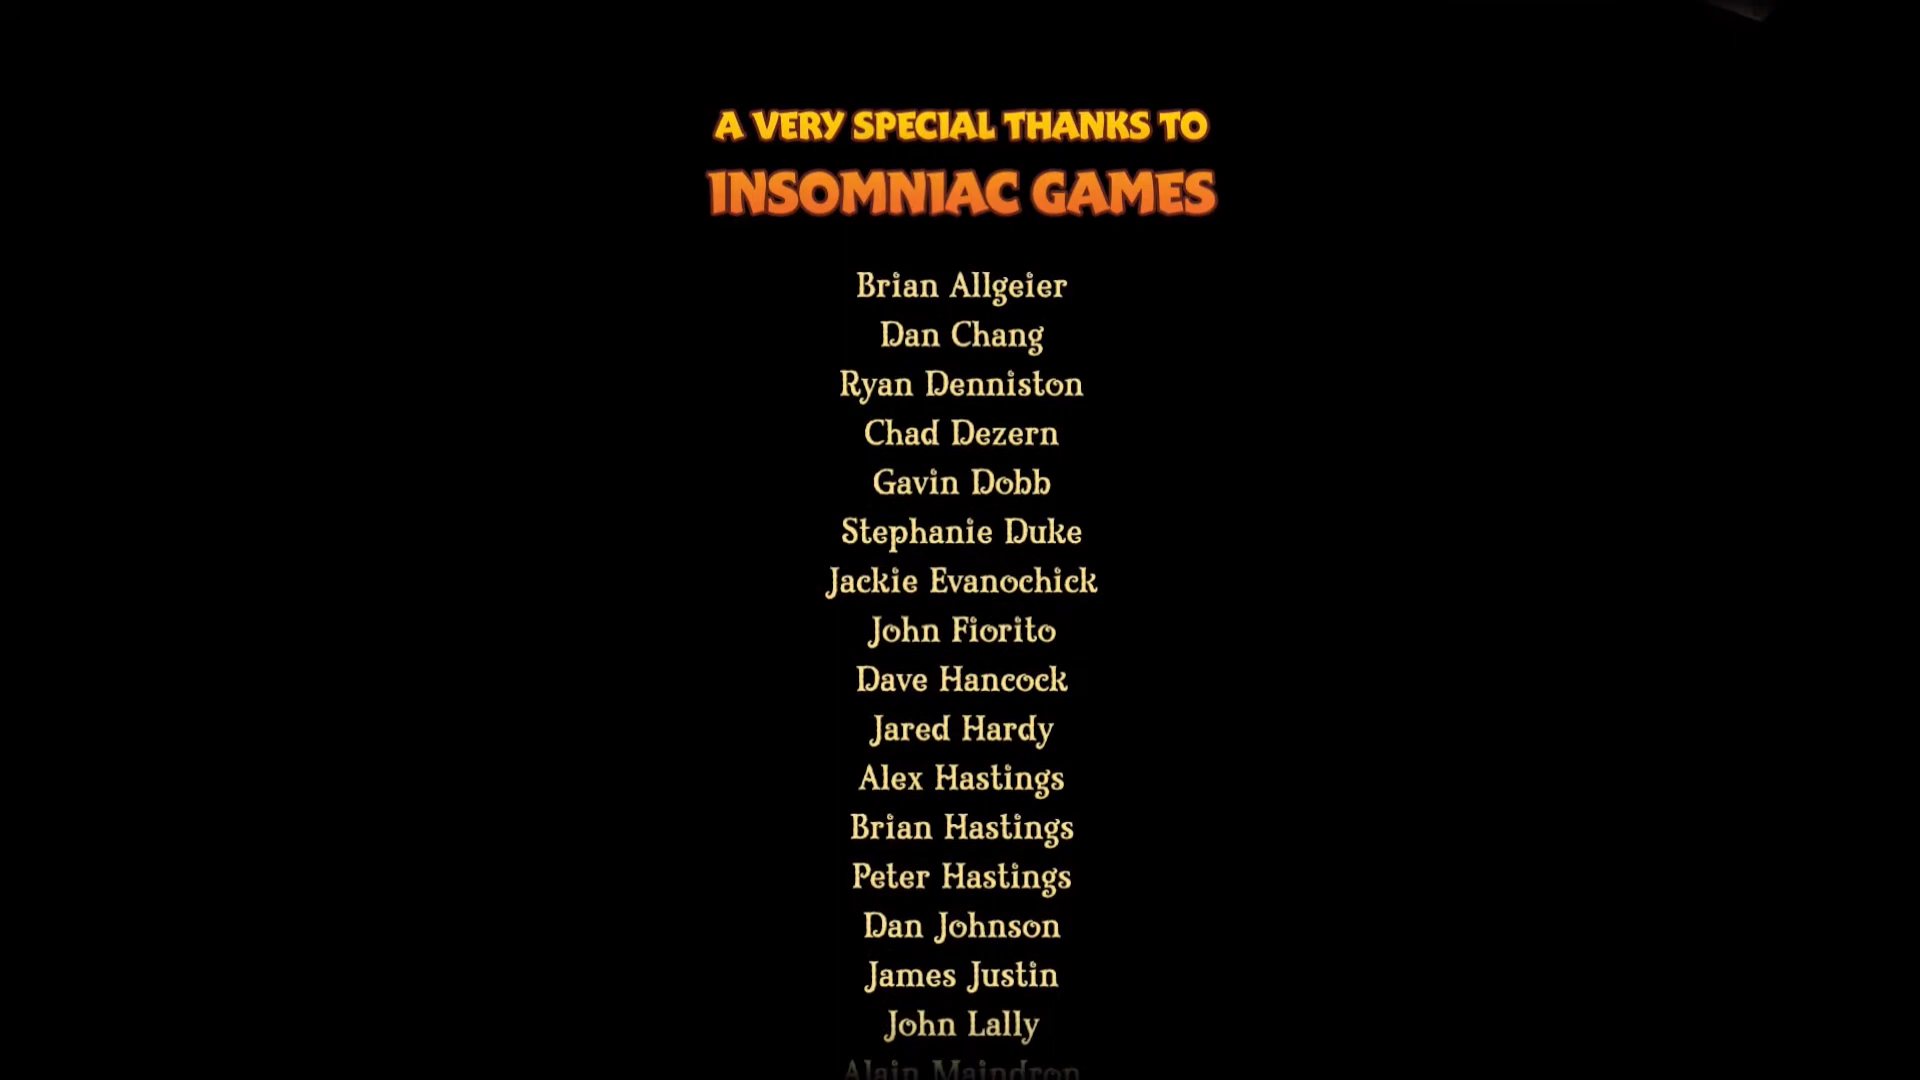 A VERY SPECIAL THANKS TO
INSOMNIAC GAMES
Brian Allgeier
Dan Chang
Ryan Denniston
Chad Dezern
Gavin Dobb
Stephanie Duke
Jackie Evanochick
John Fiorito
Dave Hancock
Jared Hardy
Alex Hastings
Brian Hastings
Peter Hastings
Dan Johnson
James Justin
John Lally
Alain Maindron